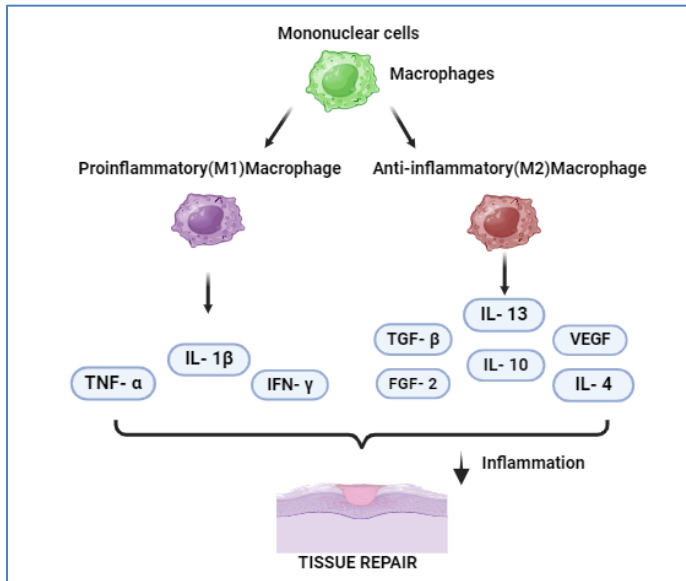 Mononuclear cells
Macrophages
Proinflammatory(M1)Macrophage
Anti-inflammatory(M2)Macrophage
TNF- α
IL- 1β
IFN- γ
TGF- β
IL- 13
VEGF
FGF- 2
IL- 10
IL- 4
Inflammation
TISSUE REPAIR